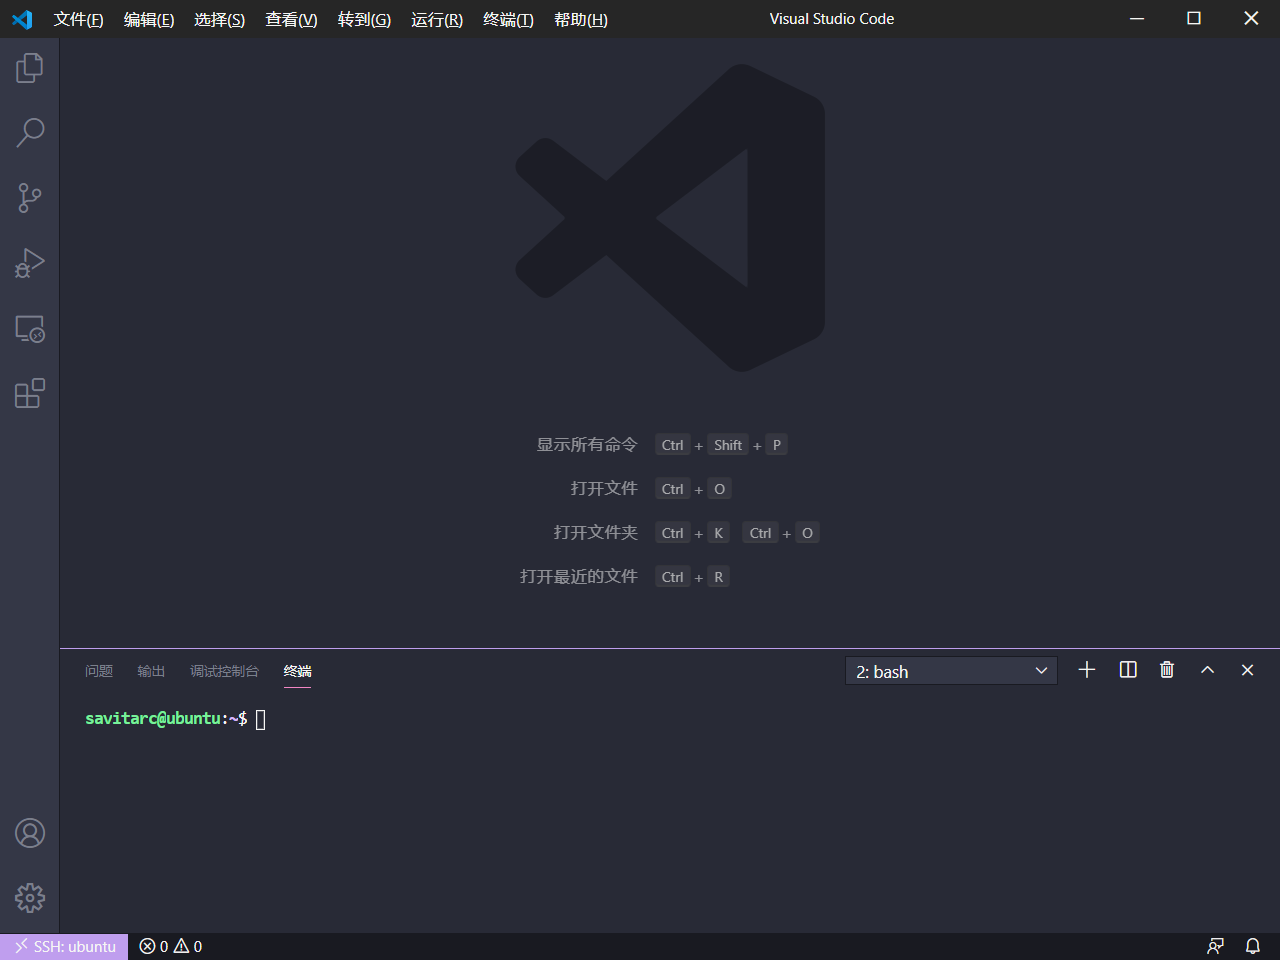 文件(F) 编辑(E) 选择(S) 查看(V) 转到(G) 运行(R) 终端(T) 帮助(H) Visual Studio Code
显示所有命令 Ctrl + Shift + P
打开文件 Ctrl + O
打开文件夹 Ctrl + K Ctrl + O
打开最近的文件 Ctrl + R
问题 输出 调试控制台 终端 2: bash
savitarc@ubuntu:~$
SSH: ubuntu 0 0